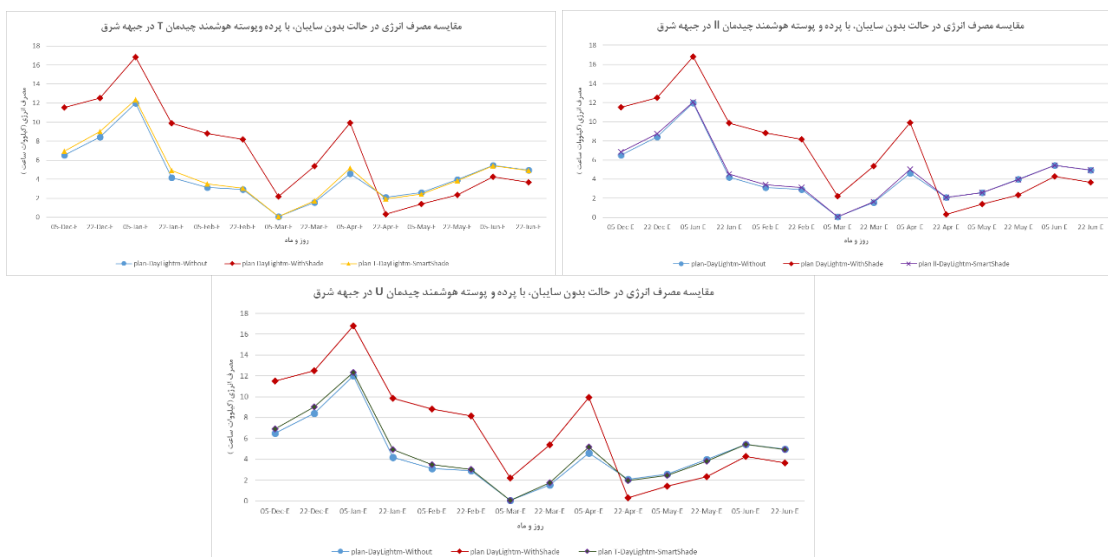 مقایسه مصرف انرژی در حالت بدون سایبان، با پرده وپوسته هوشمند چیدمان T در جبهه شرق
مصرف انرژی (کیلووات ساعت )
18
16
14
12
10
8
6
4
2
0
05-Dec-E 22-Dec-E 05-Jan-E 22-Jan-E 05-Feb-E 22-Feb-E 05-Mar-E 22-Mar-E 05-Apr-E 22-Apr-E 05-May-E 22-May-E 05-Jun-E 22-Jun-E
روز و ماه
plan-DayLightm-Without plan DayLightm-WithShade plan T-DayLightm-SmartShade
مقایسه مصرف انرژی در حالت بدون سایبان، با پرده و پوسته هوشمند چیدمان II در جبهه شرق
مصرف انرژی (کیلووات ساعت )
18
16
14
12
10
8
6
4
2
0
05 Dec E 22 Dec E 05 Jun E 22 Jan E 05 Feb E 22 Feb E 05 Mar E 22 Mar E 05 Apr E 22 Apr E 05 May E 22 May E 05 Jun E 22 Jun E
روز و ماه
plan-DayLightm-Without plan DayLightm-WithShade plan II-DayLightm-SmartShade
مقایسه مصرف انرژی در حالت بدون سایبان، با پرده و پوسته هوشمند چیدمان U در جبهه شرق
مصرف انرژی (کیلووات ساعت )
18
16
14
12
10
8
6
4
2
0
05-Dec-E 22-Dec-E 05-Jan-E 22-Jan-E 05-Feb-E 22-Feb-E 05-Mar-E 22-Mar-E 05-Apr-E 22-Apr-E 05-May-E 22-May-E 05-Jun-E 22-Jun-E
روز و ماه
plan-DayLightm-Without plan DayLightm-WithShade plan T-DayLightm-SmartShade